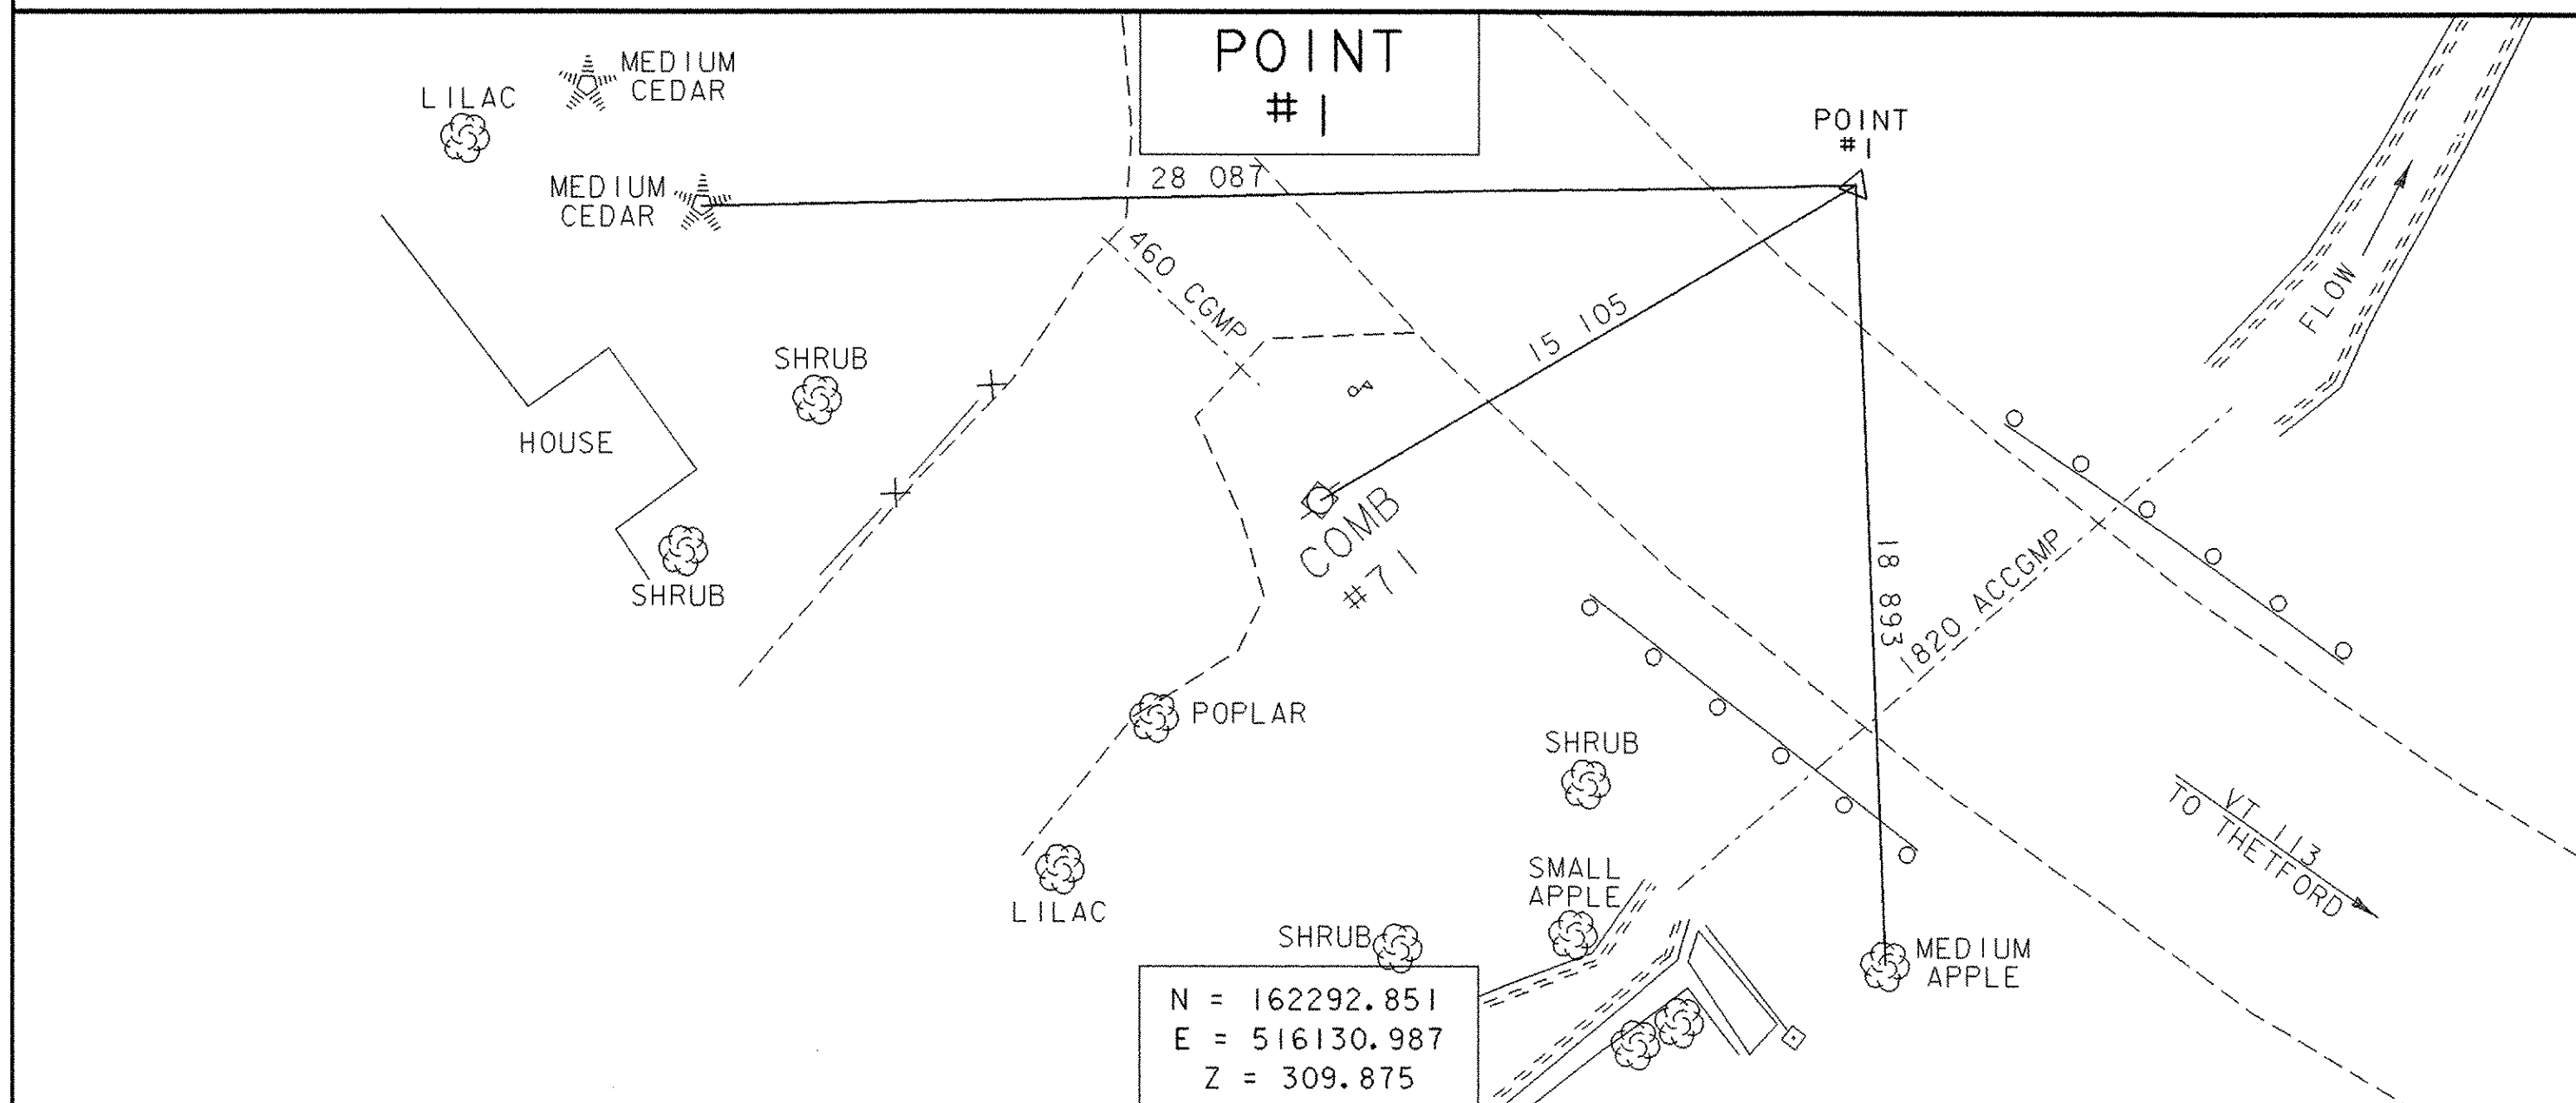 POINT
#1
MEDIUM
CEDAR
LILAC
POINT
#1
28 087
MEDIUM
CEDAR
460 CGMP
FLOW
15 105
SHRUB
HOUSE
COMB
#71
18 893
1820 ACCGMP
SHRUB
POPLAR
SHRUB
VT 113
TO THETFORD
SMALL
APPLE
LILAC
SHRUB
MEDIUM
APPLE
N = 162292.851
E = 516130.987
Z = 309.875